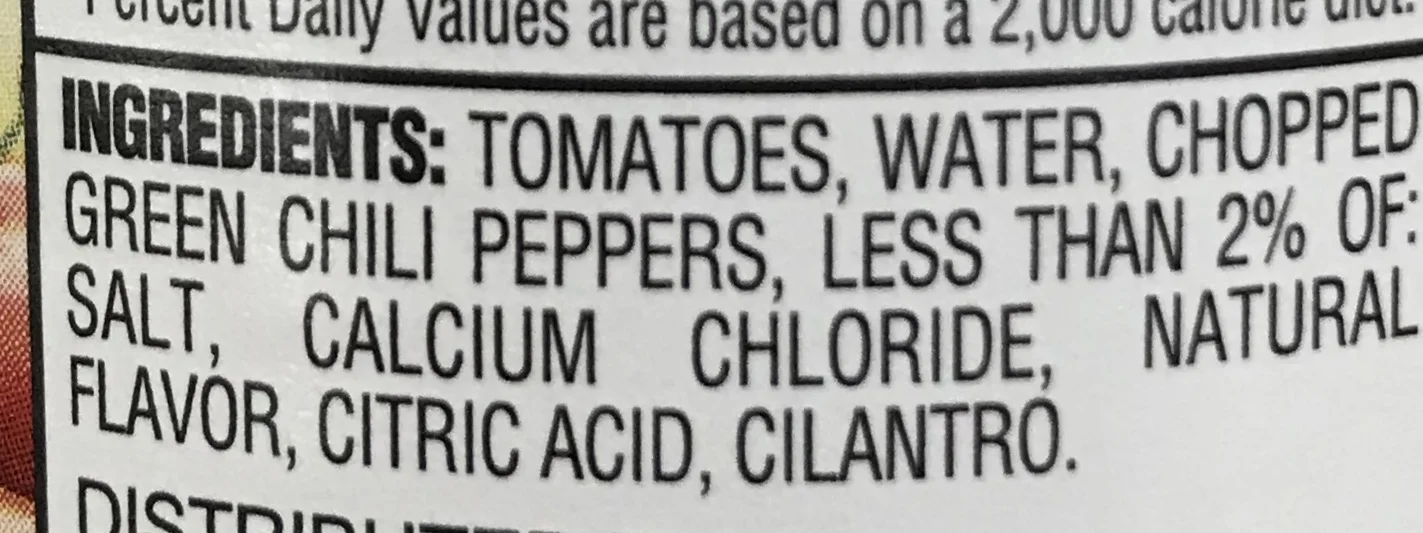 Percent Daily Values are based on a 2,000 calorie diet.
INGREDIENTS: TOMATOES, WATER, CHOPPED
GREEN CHILI PEPPERS, LESS THAN 2% OF:
SALT, CALCIUM CHLORIDE, NATURAL
FLAVOR, CITRIC ACID, CILANTRO.